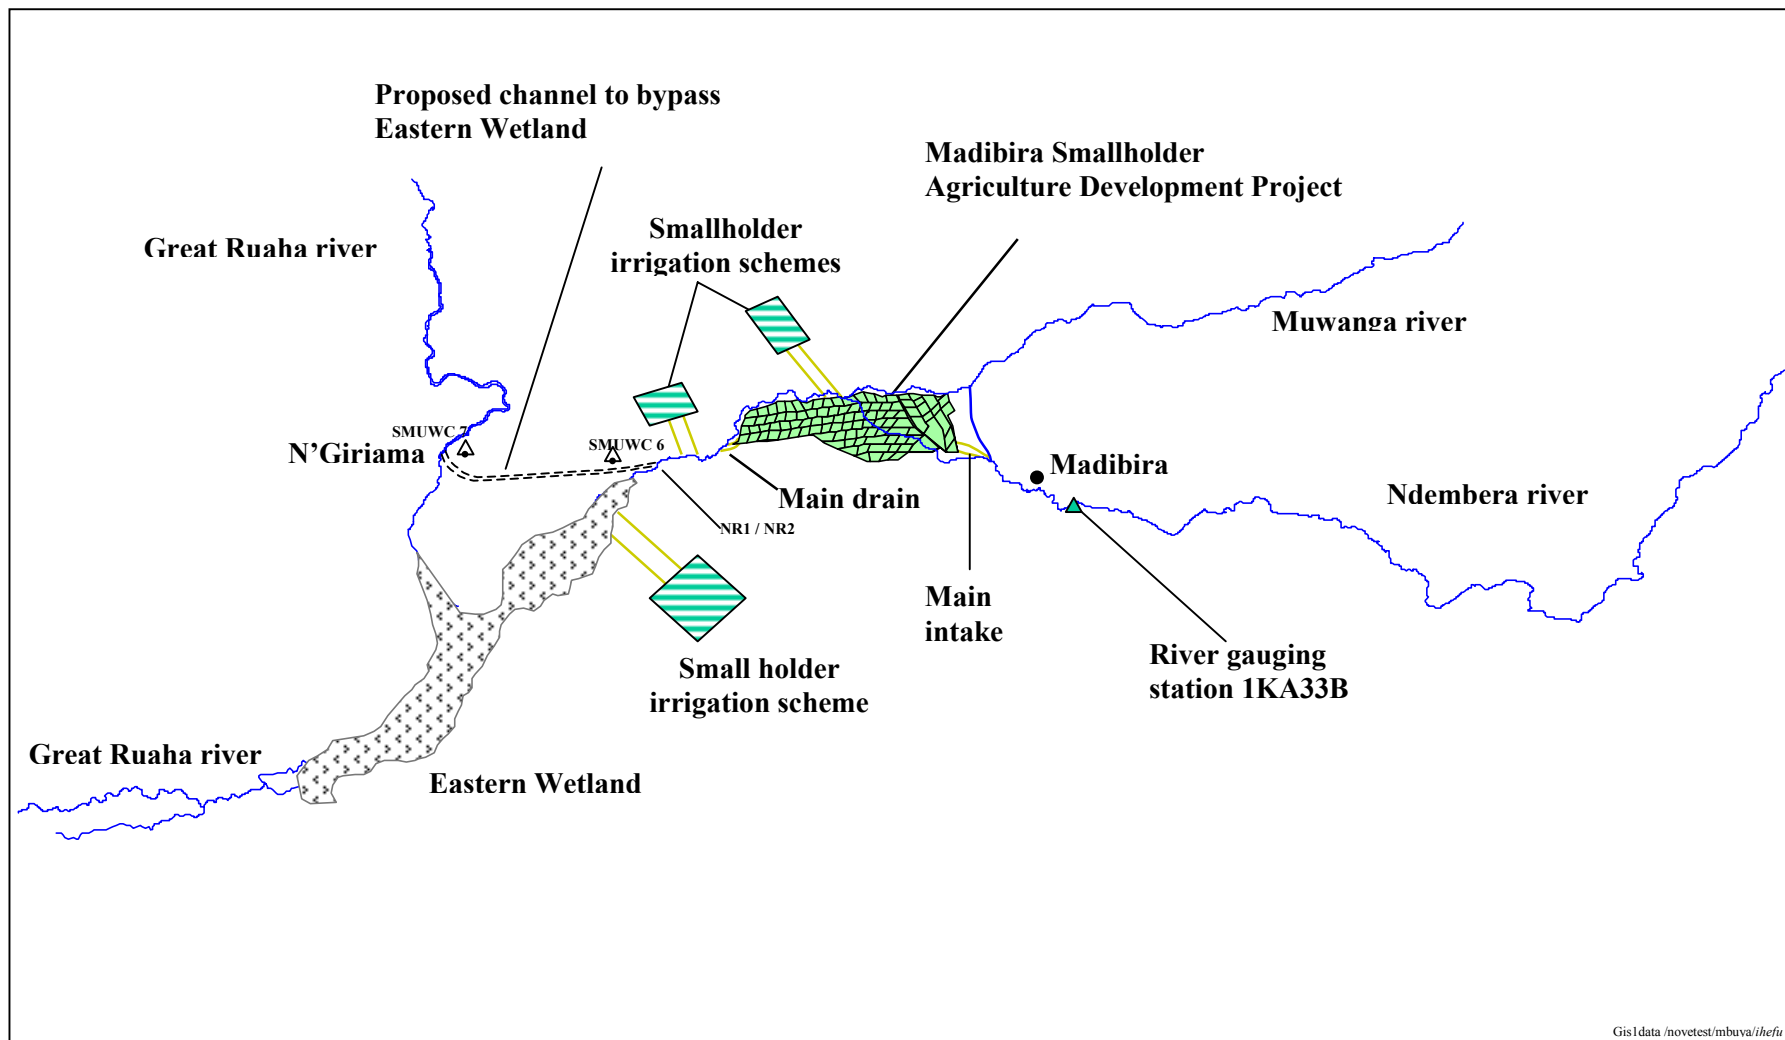 Proposed channel to bypass
Eastern Wetland
Madibira Smallholder
Agriculture Development Project
Great Ruaha river
Smallholder
irrigation schemes
Muwanga river
SMUWC 7
SMUWC 6
N'Giriama
Madibira
Main drain
Ndembera river
NR1 / NR2
Main
intake
River gauging
station 1KA33B
Small holder
irrigation scheme
Great Ruaha river
Eastern Wetland
Gis1data /novetest/mbuya/ihefu